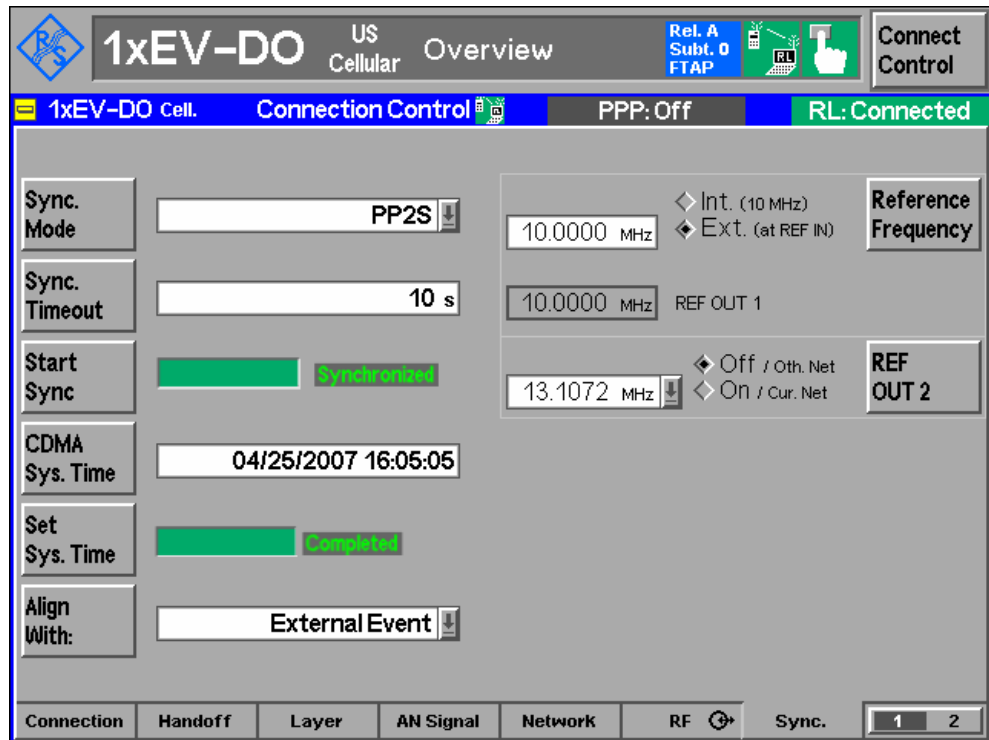 R&S
1xEV-DO US Cellular Overview
Rel. A
Subt. 0
FTAP
RL
Connect Control
1xEV-DO Cell. Connection Control PPP: Off RL: Connected
Sync. Mode PP2S
10.0000 MHz Int. (10 MHz)
Ext. (at REF IN)
Reference Frequency
Sync. Timeout 10 s
10.0000 MHz REF OUT 1
Start Sync Synchronized
13.1072 MHz Off / Oth. Net
On / Cur. Net
REF OUT 2
CDMA Sys. Time 04/25/2007 16:05:05
Set Sys. Time Completed
Align With: External Event
Connection Handoff Layer AN Signal Network RF Sync. 1 2